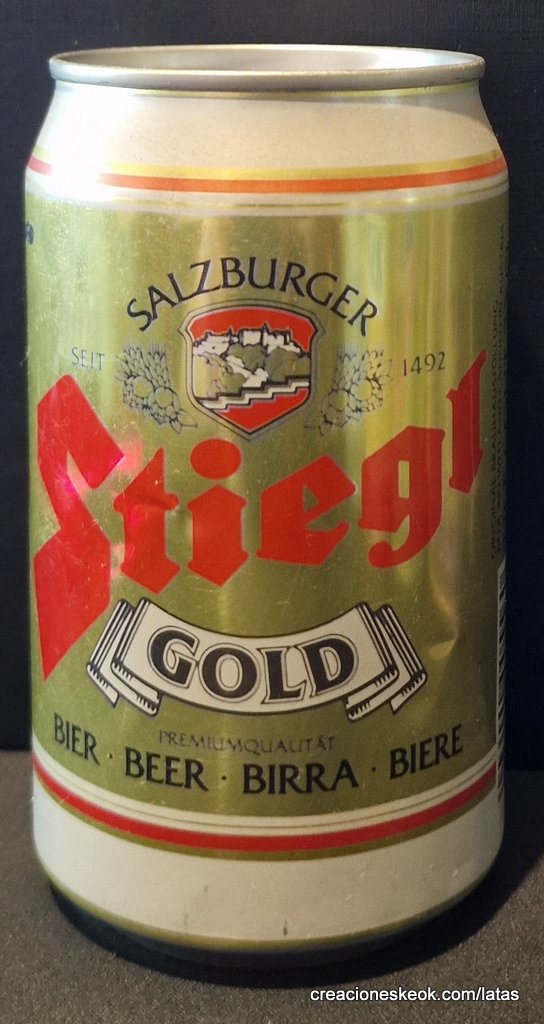 SALZBURGER
SEIT 1492
Stiegl
GOLD
PREMIUMQUALITÄT
BIER · BEER · BIRRA · BIERE
creacioneskeok.com/latas